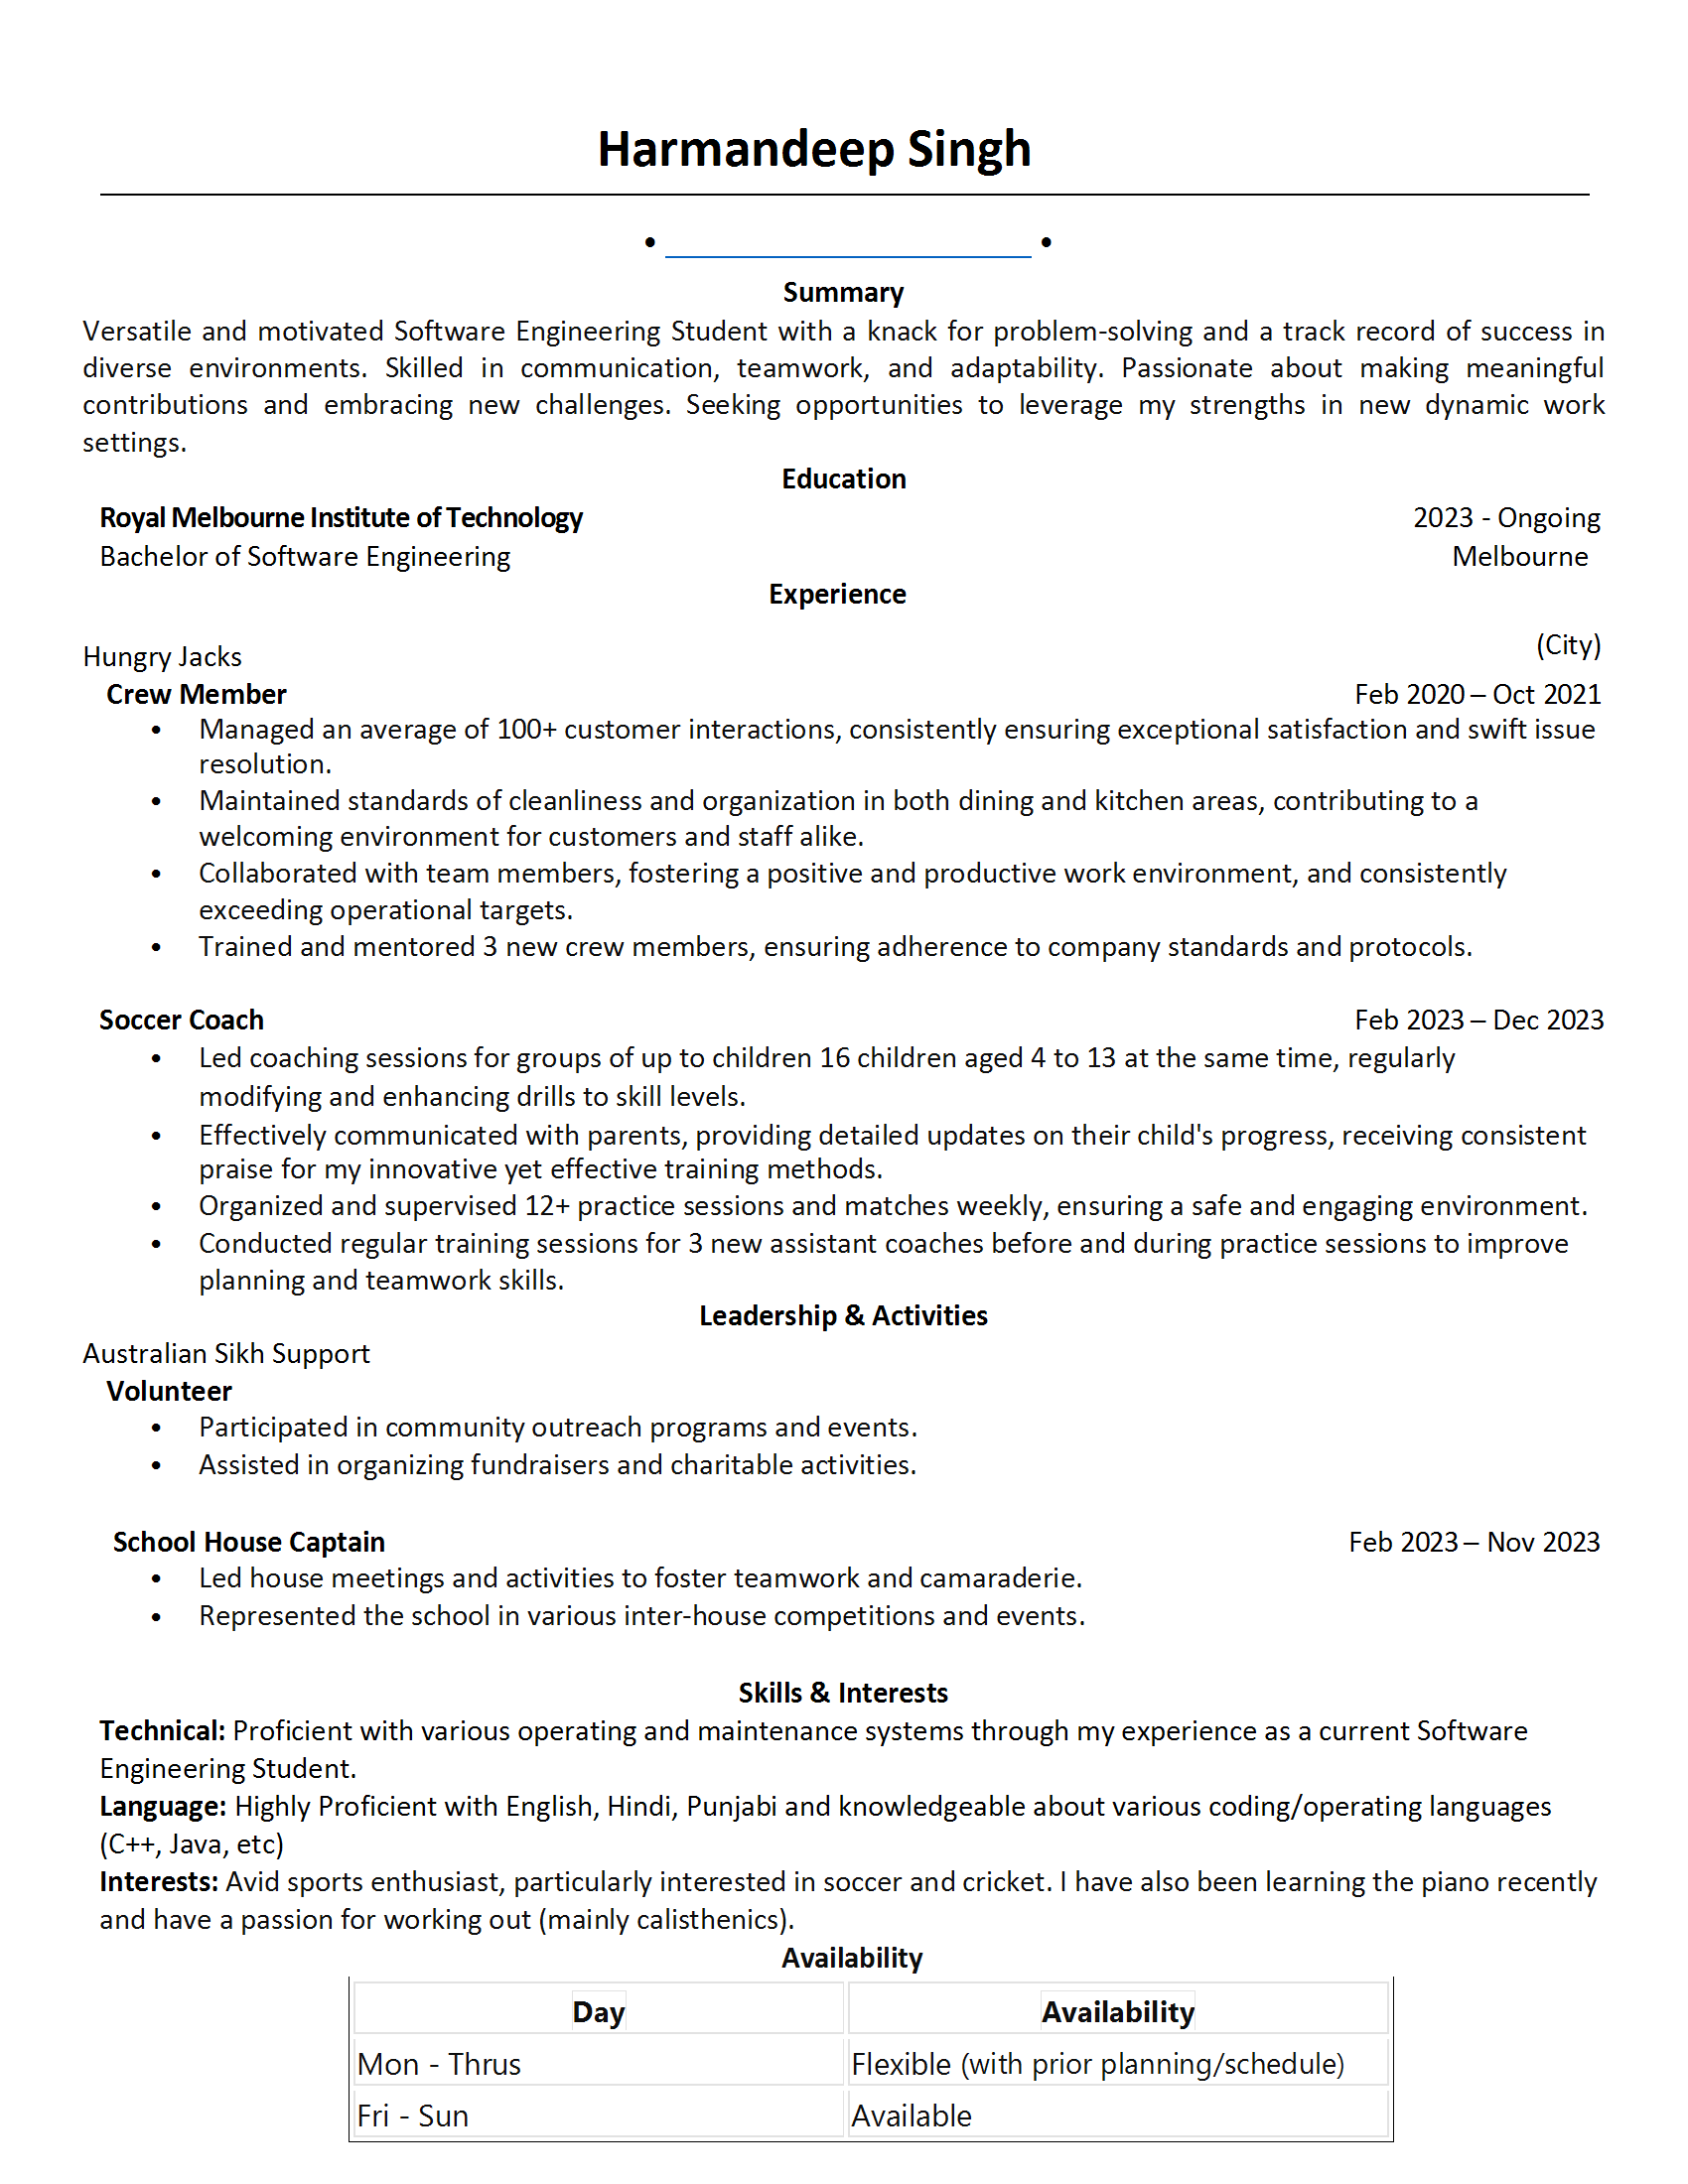 Harmandeep Singh
• •
Summary
Versatile and motivated Software Engineering Student with a knack for problem-solving and a track record of success in
diverse environments. Skilled in communication, teamwork, and adaptability. Passionate about making meaningful
contributions and embracing new challenges. Seeking opportunities to leverage my strengths in new dynamic work
settings.
Education
Royal Melbourne Institute of Technology 2023 - Ongoing
Bachelor of Software Engineering Melbourne
Experience
Hungry Jacks (City)
Crew Member Feb 2020 – Oct 2021
• Managed an average of 100+ customer interactions, consistently ensuring exceptional satisfaction and swift issue
resolution.
• Maintained standards of cleanliness and organization in both dining and kitchen areas, contributing to a
welcoming environment for customers and staff alike.
• Collaborated with team members, fostering a positive and productive work environment, and consistently
exceeding operational targets.
• Trained and mentored 3 new crew members, ensuring adherence to company standards and protocols.
Soccer Coach Feb 2023 – Dec 2023
• Led coaching sessions for groups of up to children 16 children aged 4 to 13 at the same time, regularly
modifying and enhancing drills to skill levels.
• Effectively communicated with parents, providing detailed updates on their child's progress, receiving consistent
praise for my innovative yet effective training methods.
• Organized and supervised 12+ practice sessions and matches weekly, ensuring a safe and engaging environment.
• Conducted regular training sessions for 3 new assistant coaches before and during practice sessions to improve
planning and teamwork skills.
Leadership & Activities
Australian Sikh Support
Volunteer
• Participated in community outreach programs and events.
• Assisted in organizing fundraisers and charitable activities.
School House Captain Feb 2023 – Nov 2023
• Led house meetings and activities to foster teamwork and camaraderie.
• Represented the school in various inter-house competitions and events.
Skills & Interests
Technical: Proficient with various operating and maintenance systems through my experience as a current Software
Engineering Student.
Language: Highly Proficient with English, Hindi, Punjabi and knowledgeable about various coding/operating languages
(C++, Java, etc)
Interests: Avid sports enthusiast, particularly interested in soccer and cricket. I have also been learning the piano recently
and have a passion for working out (mainly calisthenics).
Availability
Day Availability
Mon - Thrus Flexible (with prior planning/schedule)
Fri - Sun Available